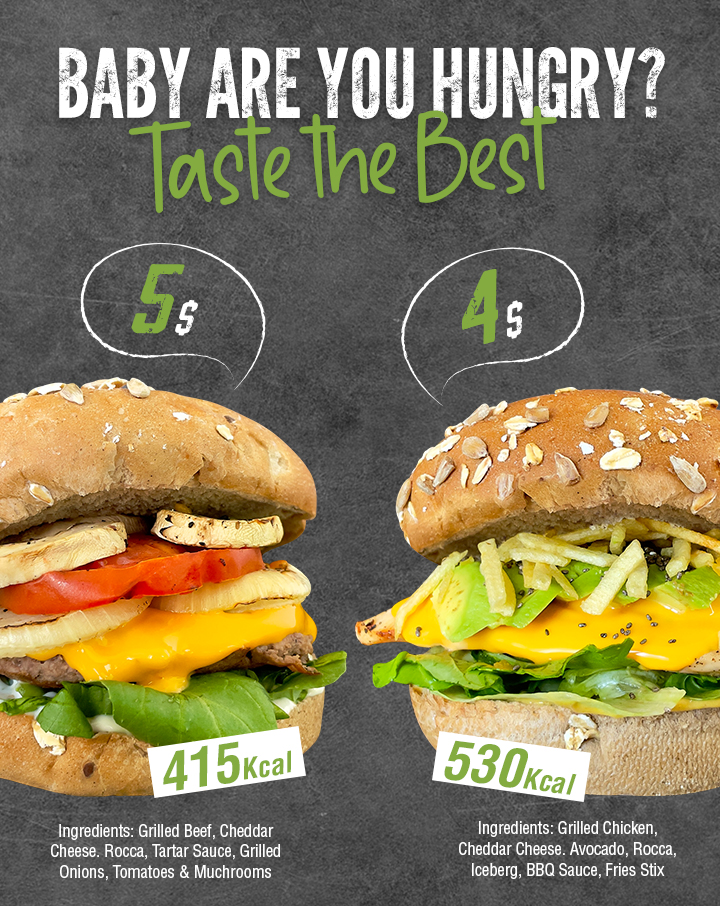 BABY ARE YOU HUNGRY?
Taste the Best
5$
4$
415Kcal
530Kcal
Ingredients: Grilled Beef, Cheddar
Cheese. Rocca, Tartar Sauce, Grilled
Onions, Tomatoes & Muchrooms
Ingredients: Grilled Chicken,
Cheddar Cheese. Avocado, Rocca,
Iceberg, BBQ Sauce, Fries Stix